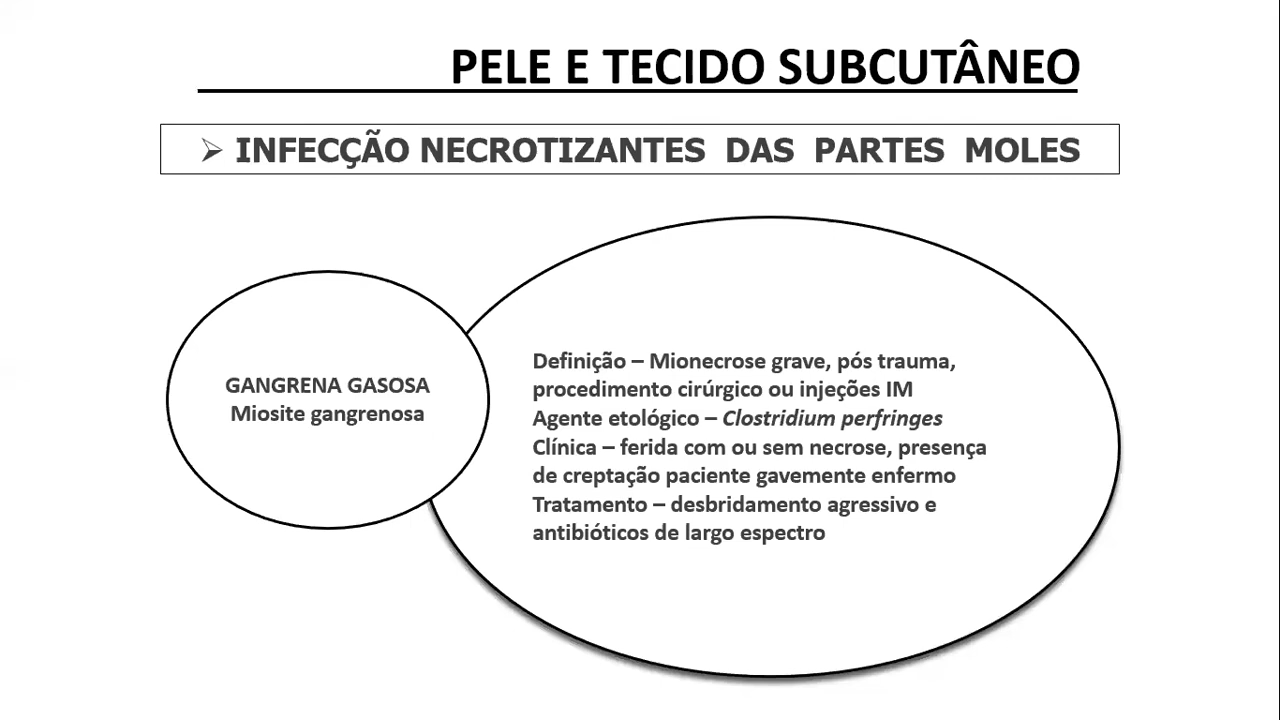 PELE E TECIDO SUBCUTÂNEO
➢ INFECÇÃO NECROTIZANTES DAS PARTES MOLES
GANGRENA GASOSA
Miosite gangrenosa
Definição – Mionecrose grave, pós trauma,
procedimento cirúrgico ou injeções IM
Agente etológico – Clostridium perfringes
Clínica – ferida com ou sem necrose, presença
de creptação paciente gavemente enfermo
Tratamento – desbridamento agressivo e
antibióticos de largo espectro